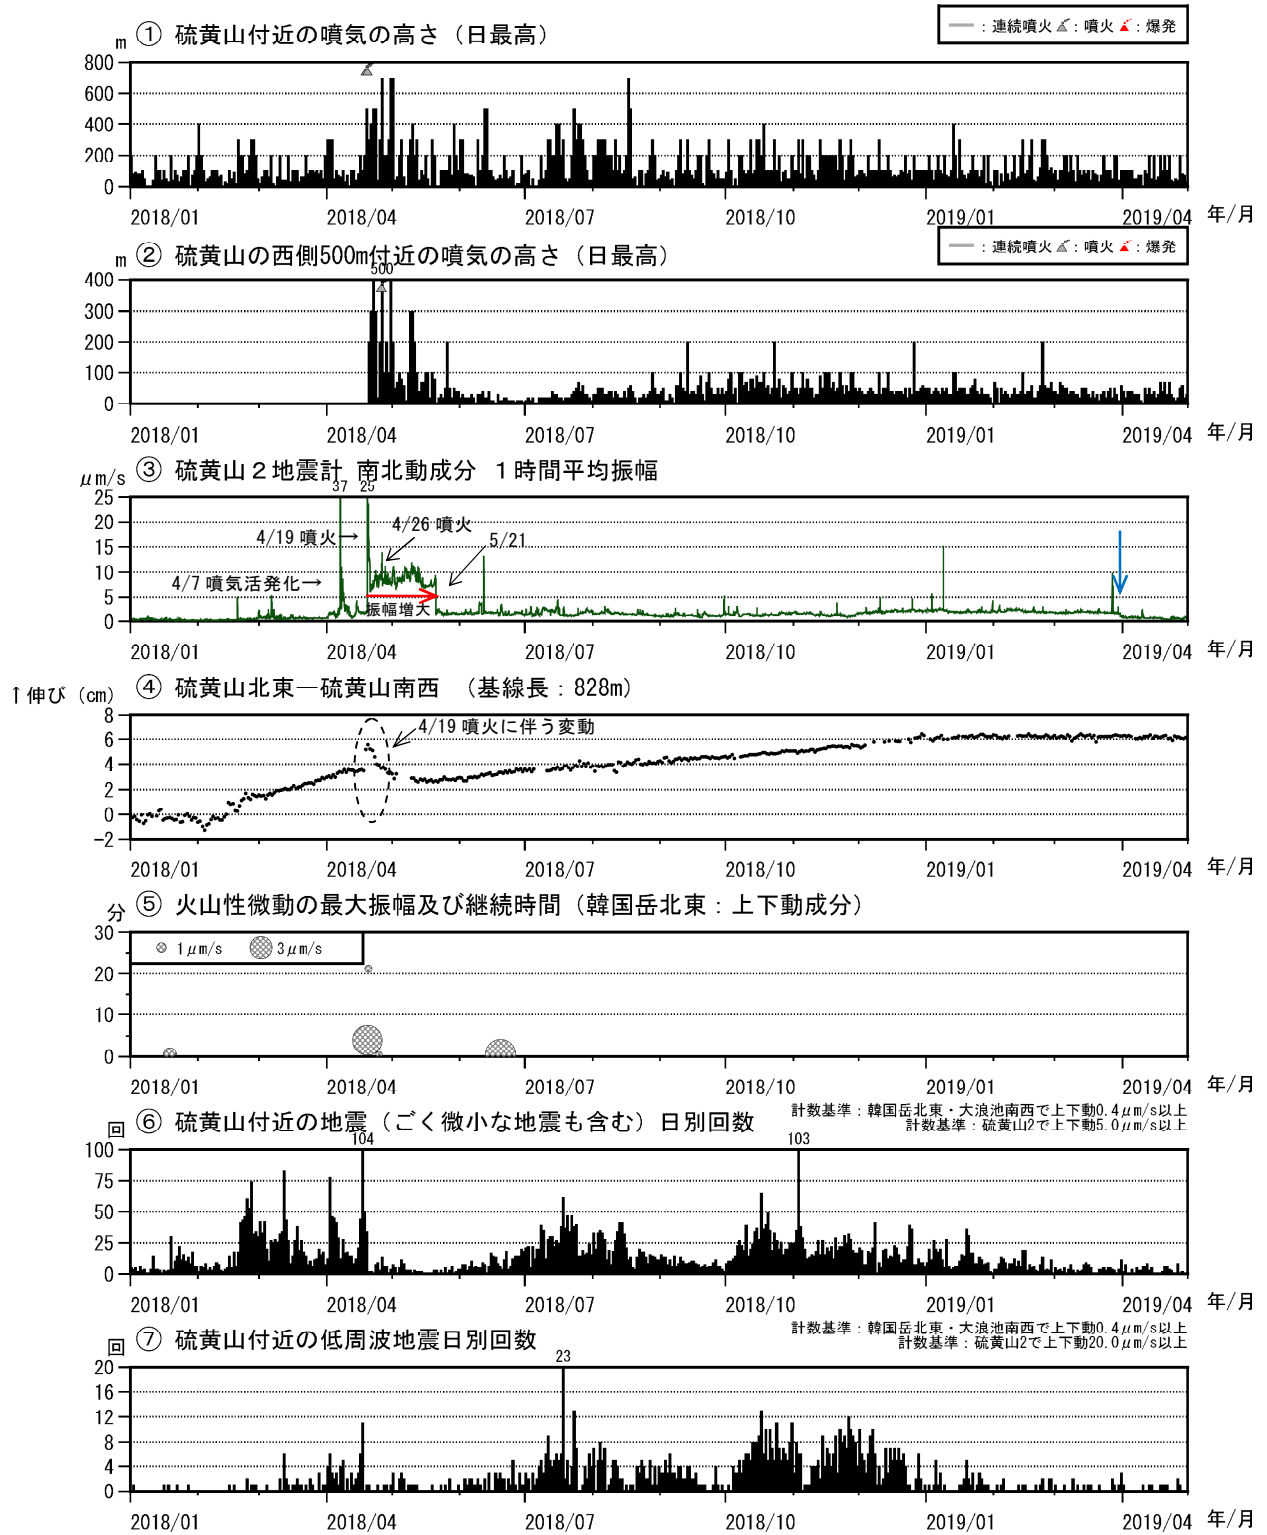 ① 硫黄山付近の噴気の高さ（日最高）
：連続噴火 ：噴火 ：爆発
m
800
600
400
200
0
2018/01 2018/04 2018/07 2018/10 2019/01 2019/04 年/月
② 硫黄山の西側500m付近の噴気の高さ（日最高）
：連続噴火 ：噴火 ：爆発
m
500
400
300
200
100
0
2018/01 2018/04 2018/07 2018/10 2019/01 2019/04 年/月
③ 硫黄山２地震計 南北動成分 １時間平均振幅
μm/s
37 25
25
20
15
10
5
0
4/19 噴火→
4/26 噴火
5/21
4/7 噴気活発化→
振幅増大
2018/01 2018/04 2018/07 2018/10 2019/01 2019/04 年/月
④ 硫黄山北東―硫黄山南西 （基線長：828m）
↑伸び（cm）
8
6
4
2
0
−2
4/19 噴火に伴う変動
2018/01 2018/04 2018/07 2018/10 2019/01 2019/04 年/月
⑤ 火山性微動の最大振幅及び継続時間（韓国岳北東：上下動成分）
分
30
20
10
0
1μm/s 3μm/s
2018/01 2018/04 2018/07 2018/10 2019/01 2019/04 年/月
⑥ 硫黄山付近の地震（ごく微小な地震も含む）日別回数
計数基準：韓国岳北東・大浪池南西で上下動0.4μm/s以上
計数基準：硫黄山2で上下動5.0μm/s以上
回
104 103
100
75
50
25
0
2018/01 2018/04 2018/07 2018/10 2019/01 2019/04 年/月
⑦ 硫黄山付近の低周波地震日別回数
計数基準：韓国岳北東・大浪池南西で上下動0.4μm/s以上
計数基準：硫黄山2で上下動20.0μm/s以上
回
23
20
16
12
8
4
0
2018/01 2018/04 2018/07 2018/10 2019/01 2019/04 年/月